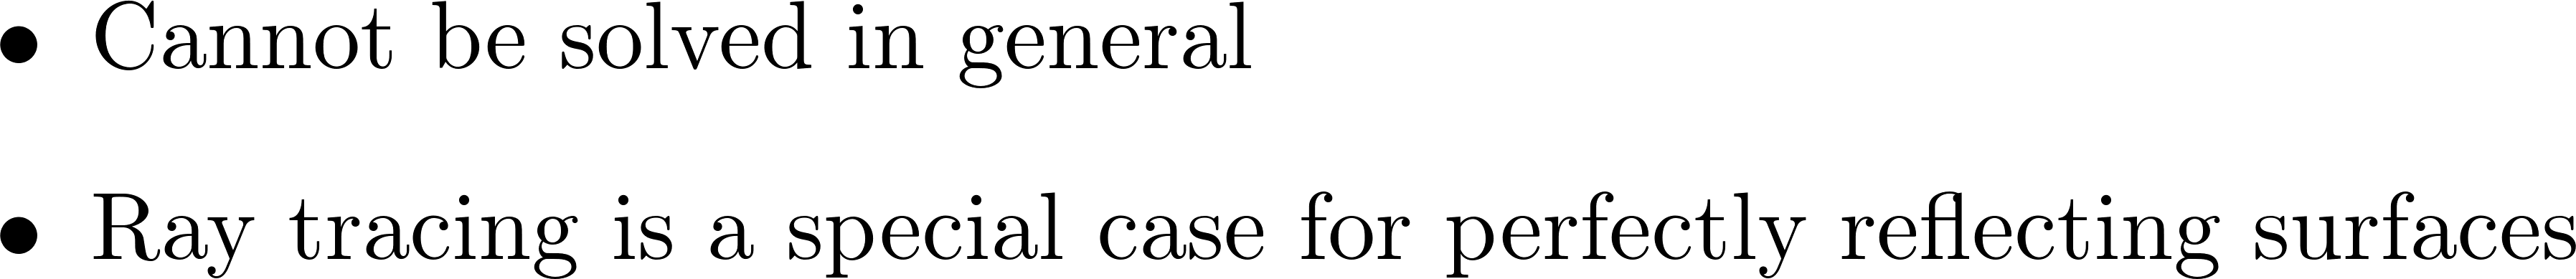 • Cannot be solved in general
• Ray tracing is a special case for perfectly reflecting surfaces